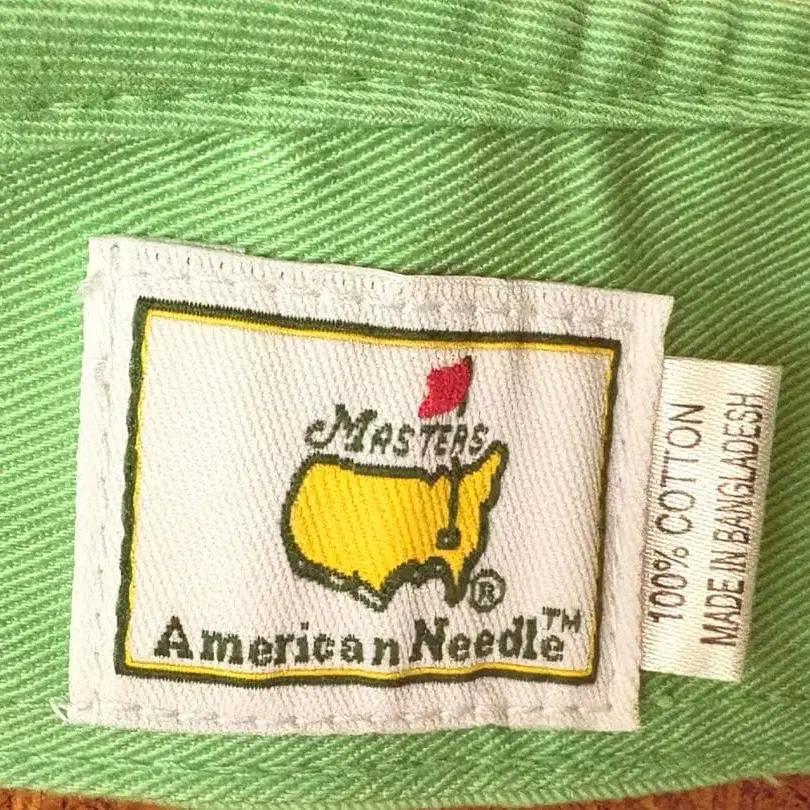 MASTERS
®
American Needle™
100% COTTON
MADE IN BANGLADESH